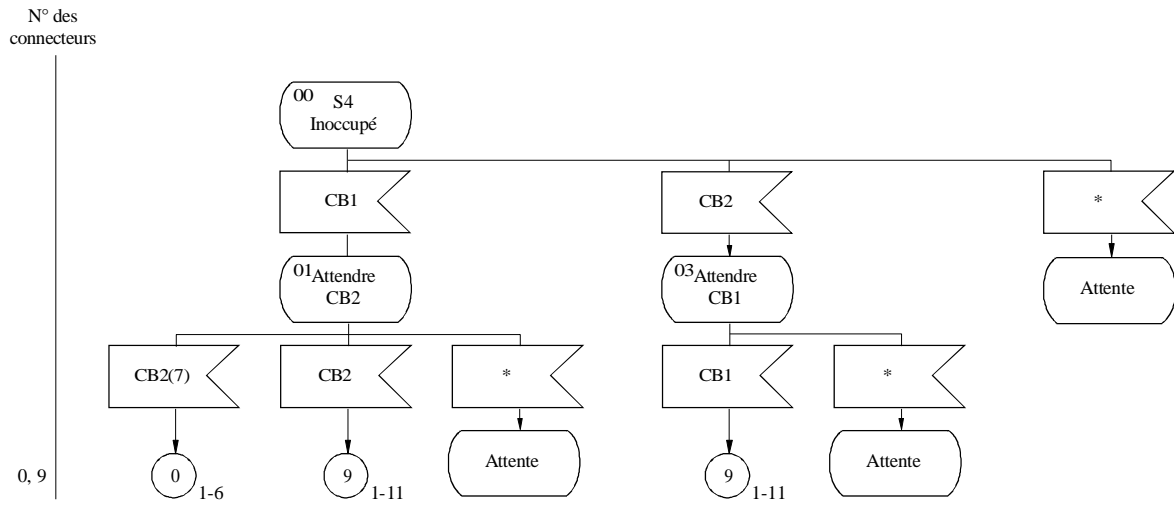 N° des
connecteurs
00
S4
Inoccupé
CB1
CB2
*
01
Attendre
CB2
03
Attendre
CB1
Attente
CB2(7)
CB2
*
CB1
*
Attente
Attente
0, 9
0
1-6
9
1-11
9
1-11